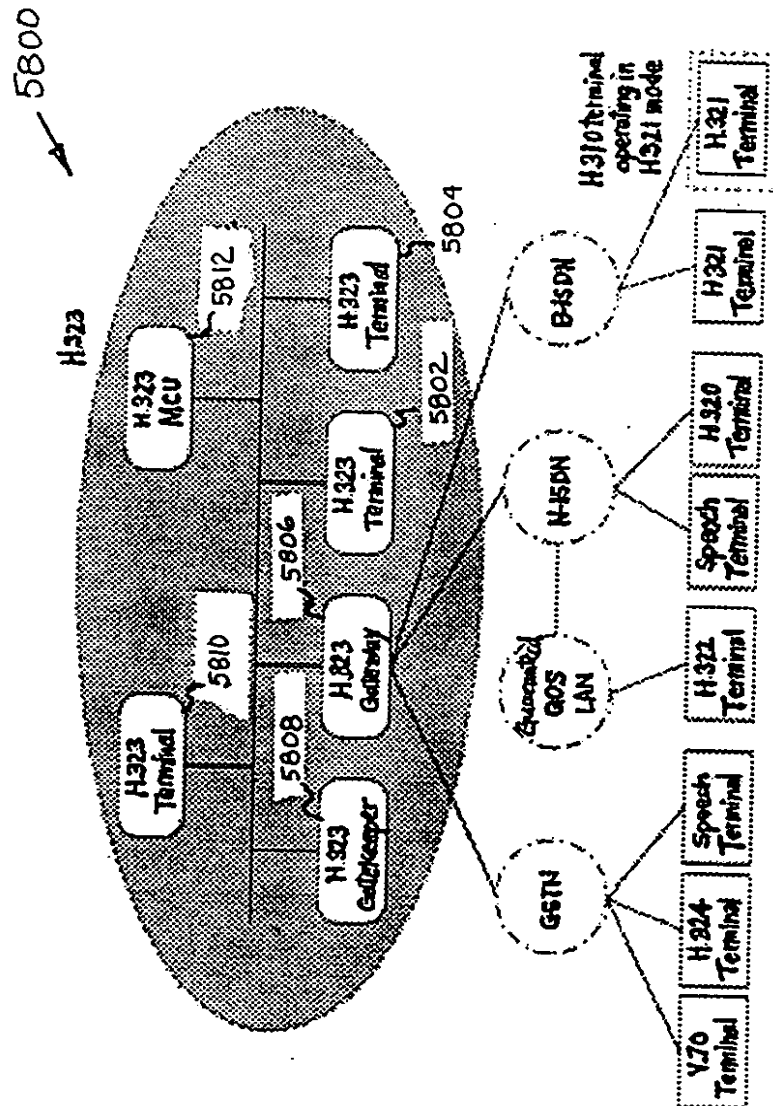 5800
H.323
H.323
Terminal
5810
H.323
MCU
5812
H.323
Gatekeeper
5808
H.323
Gateway
5806
H.323
Terminal
5802
H.323
Terminal
5804
GSTN
Guaranteed
QOS
LAN
N-ISDN
B-ISDN
H.310 terminal
operating in
H.321 mode
V.70
Terminal
H.324
Terminal
Speech
Terminal
H.322
Terminal
Speech
Terminal
H.320
Terminal
H.321
Terminal
H.321
Terminal